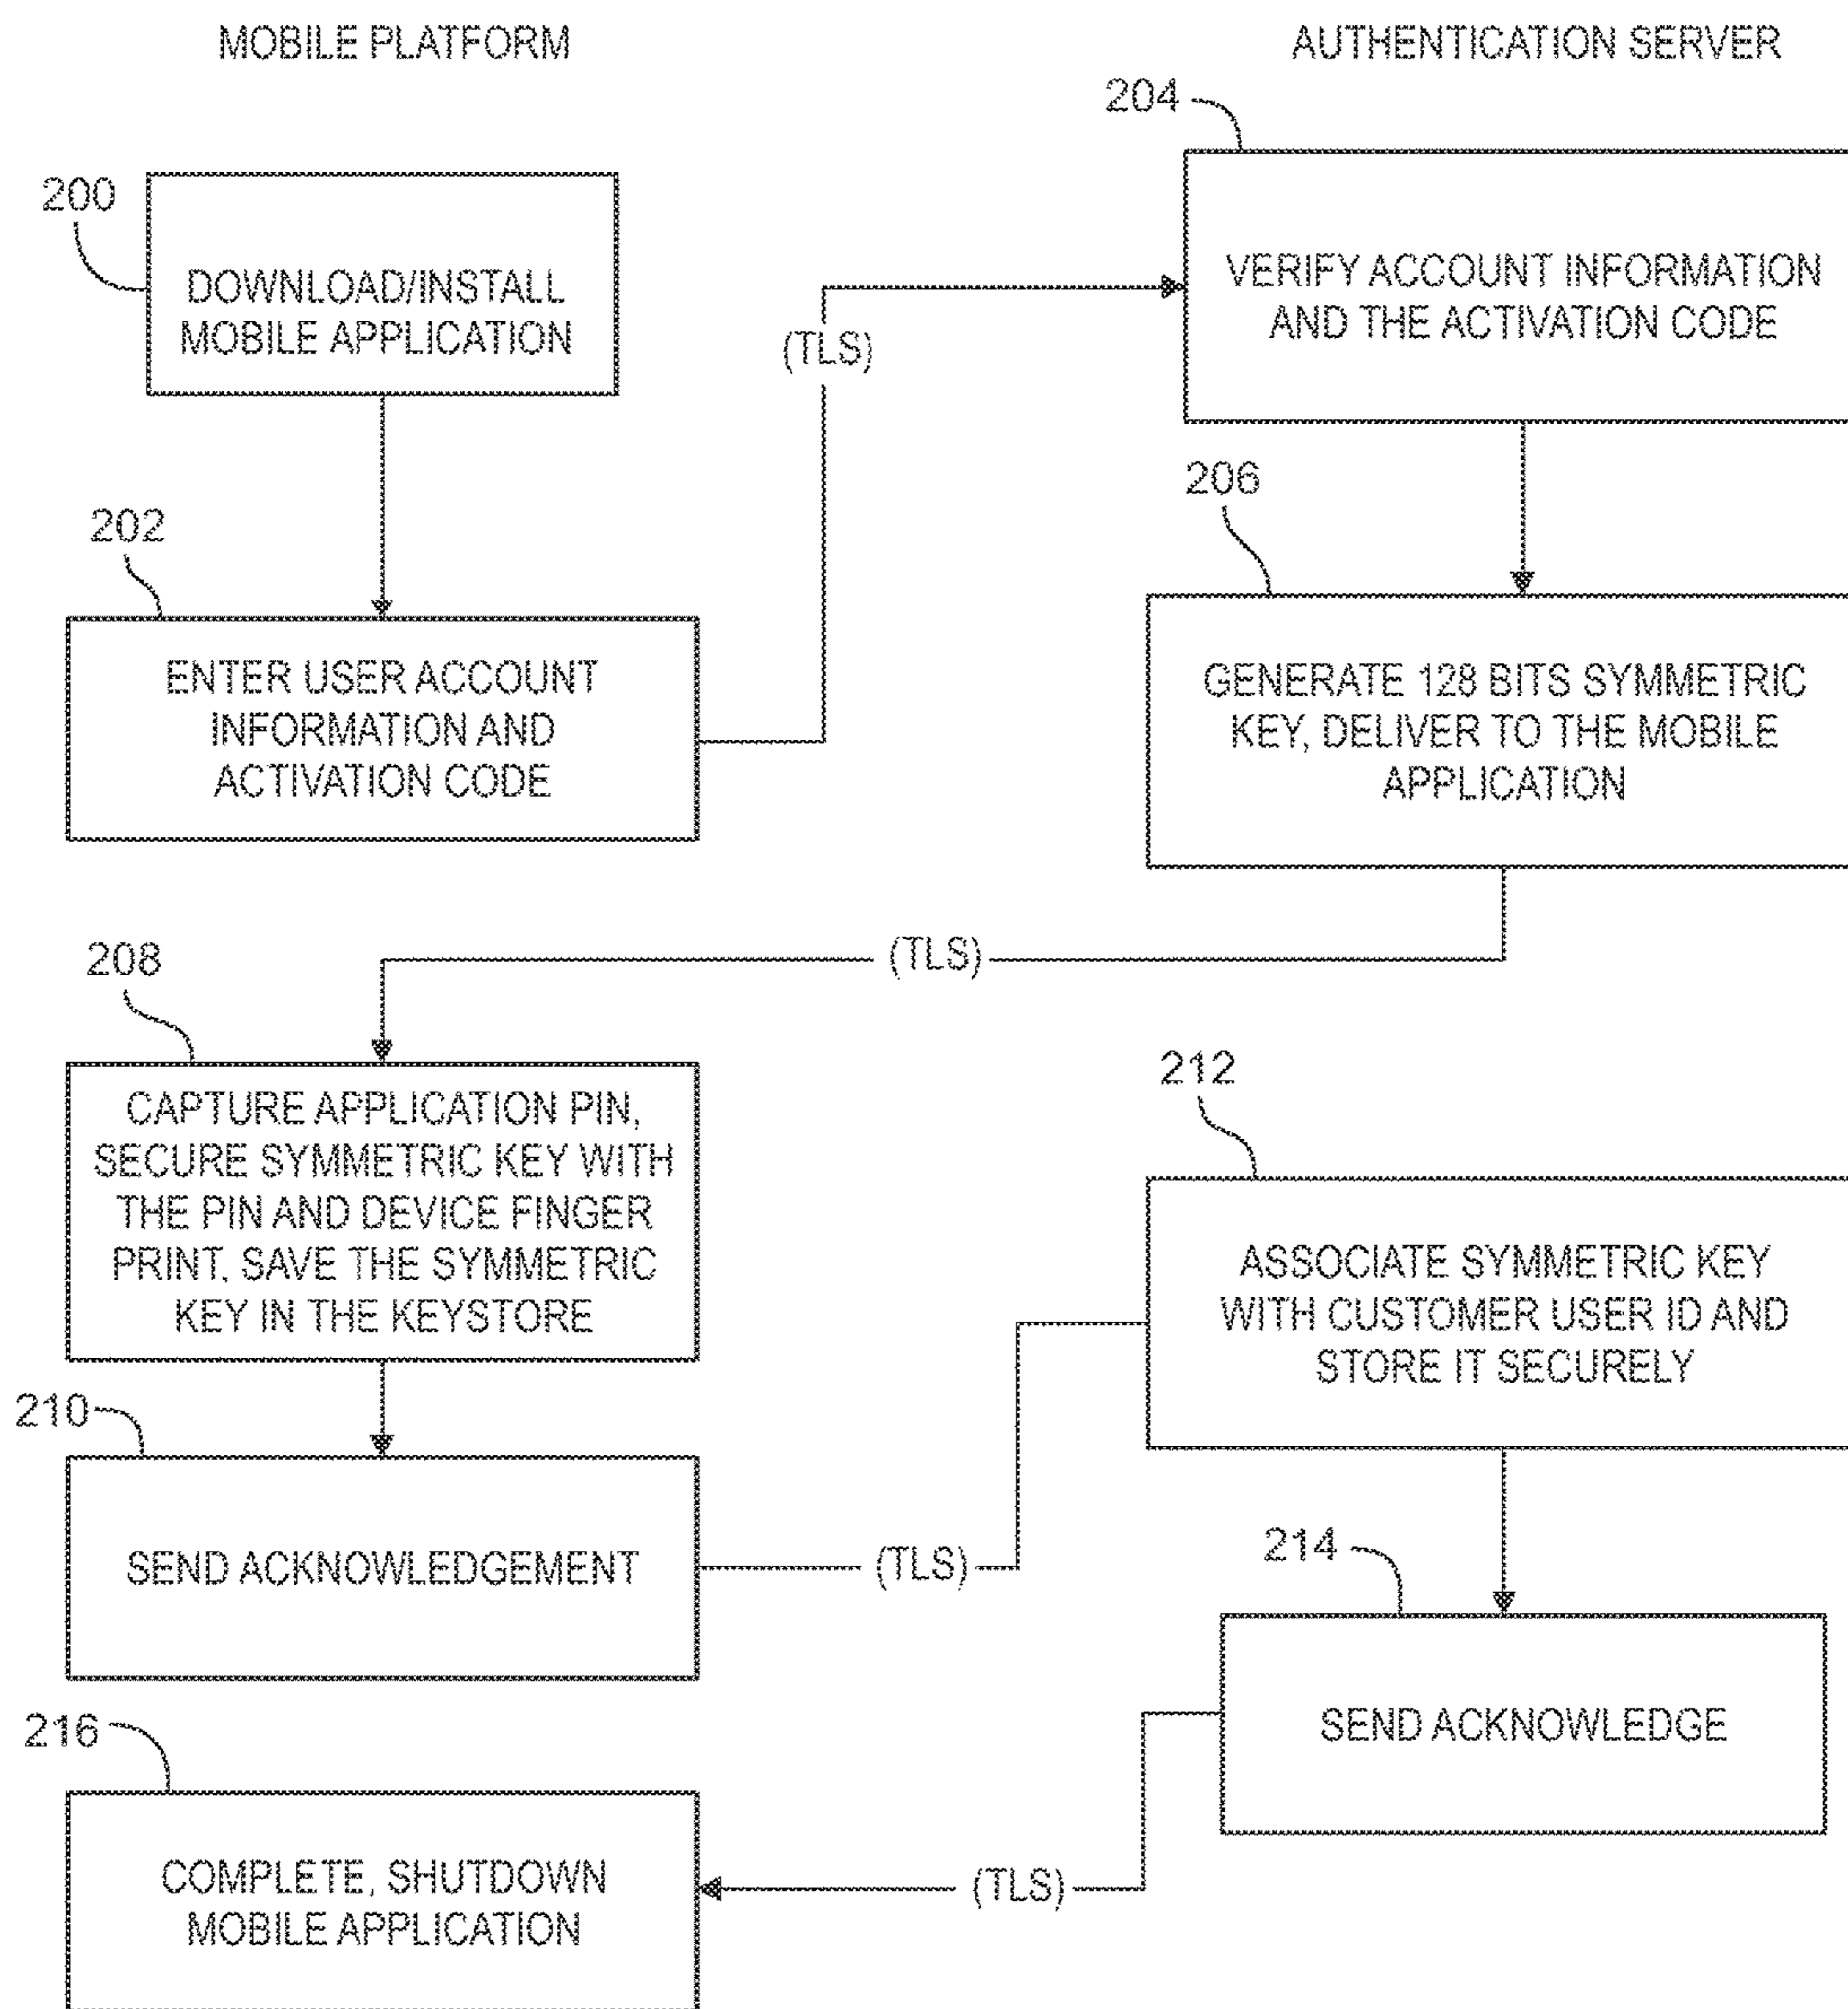 MOBILE PLATFORM
AUTHENTICATION SERVER
204
200
DOWNLOAD/INSTALL
MOBILE APPLICATION
VERIFY ACCOUNT INFORMATION
AND THE ACTIVATION CODE
(TLS)
202
206
ENTER USER ACCOUNT
INFORMATION AND
ACTIVATION CODE
GENERATE 128 BITS SYMMETRIC
KEY, DELIVER TO THE MOBILE
APPLICATION
(TLS)
208
212
CAPTURE APPLICATION PIN,
SECURE SYMMETRIC KEY WITH
THE PIN AND DEVICE FINGER
PRINT. SAVE THE SYMMETRIC
KEY IN THE KEYSTORE
ASSOCIATE SYMMETRIC KEY
WITH CUSTOMER USER ID AND
STORE IT SECURELY
210
SEND ACKNOWLEDGEMENT
(TLS)
214
SEND ACKNOWLEDGE
216
COMPLETE, SHUTDOWN
MOBILE APPLICATION
(TLS)